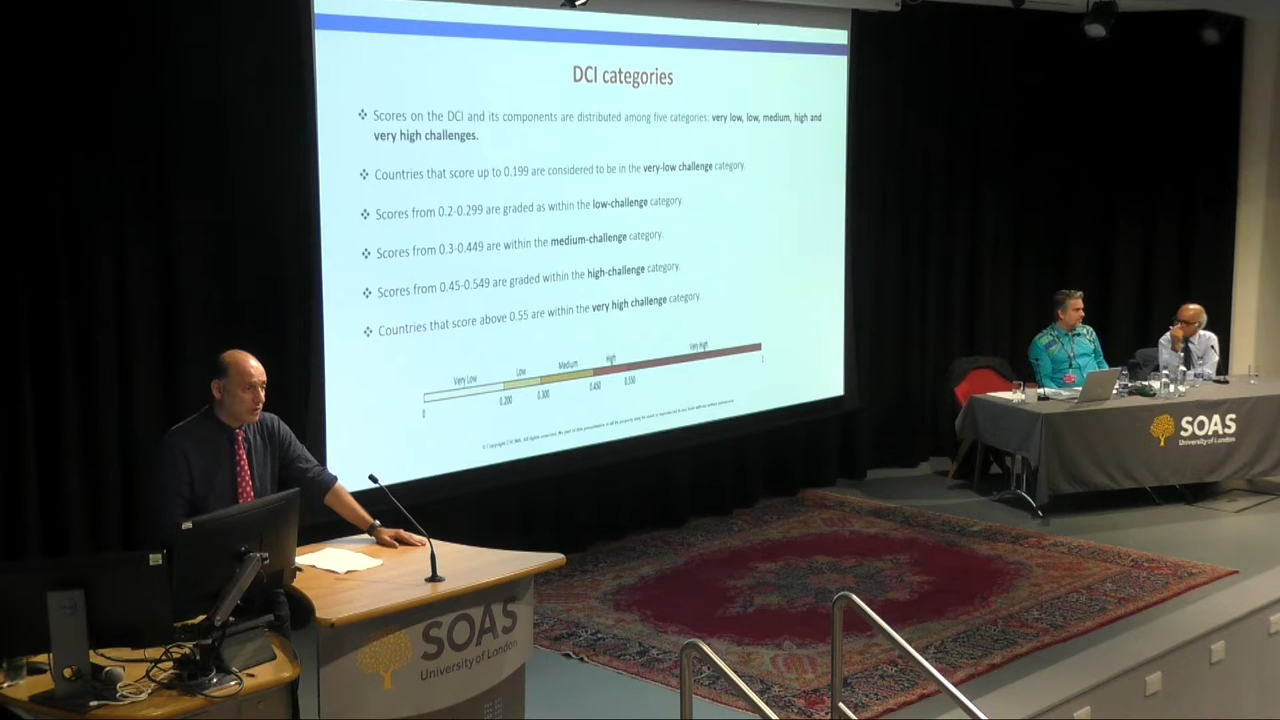 DCI categories
❖ Scores on the DCI and its components are distributed among five categories: very low, low, medium, high and
very high challenges.
❖ Countries that score up to 0.199 are considered to be in the very-low challenge category.
❖ Scores from 0.2-0.299 are graded as within the low-challenge category.
❖ Scores from 0.3-0.449 are within the medium-challenge category.
❖ Scores from 0.45-0.549 are graded within the high-challenge category.
❖ Countries that score above 0.55 are within the very high challenge category.
Very Low Low Medium High Very High
0 0.200 0.300 0.450 0.550 1
SOAS
University of London
SOAS
University of London